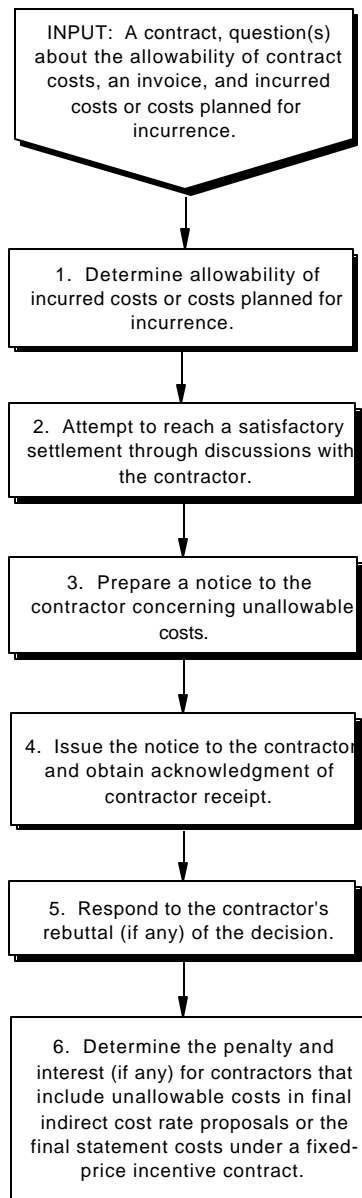 INPUT: A contract, question(s)
about the allowability of contract
costs, an invoice, and incurred
costs or costs planned for
incurrence.
1. Determine allowability of
incurred costs or costs planned for
incurrence.
2. Attempt to reach a satisfactory
settlement through discussions with
the contractor.
3. Prepare a notice to the
contractor concerning unallowable
costs.
4. Issue the notice to the contractor
and obtain acknowledgment of
contractor receipt.
5. Respond to the contractor's
rebuttal (if any) of the decision.
6. Determine the penalty and
interest (if any) for contractors that
include unallowable costs in final
indirect cost rate proposals or the
final statement costs under a fixed-
price incentive contract.